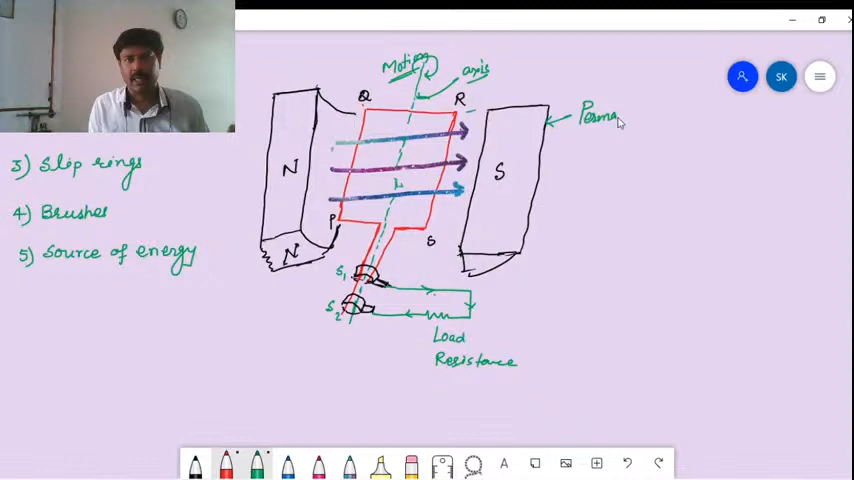 SK
Motion
axis
Q
R
Perma
3) Slip rings
N
S
4) Brushes
P
S
5) Source of energy
N
S1
S2
Load
Resistance
A